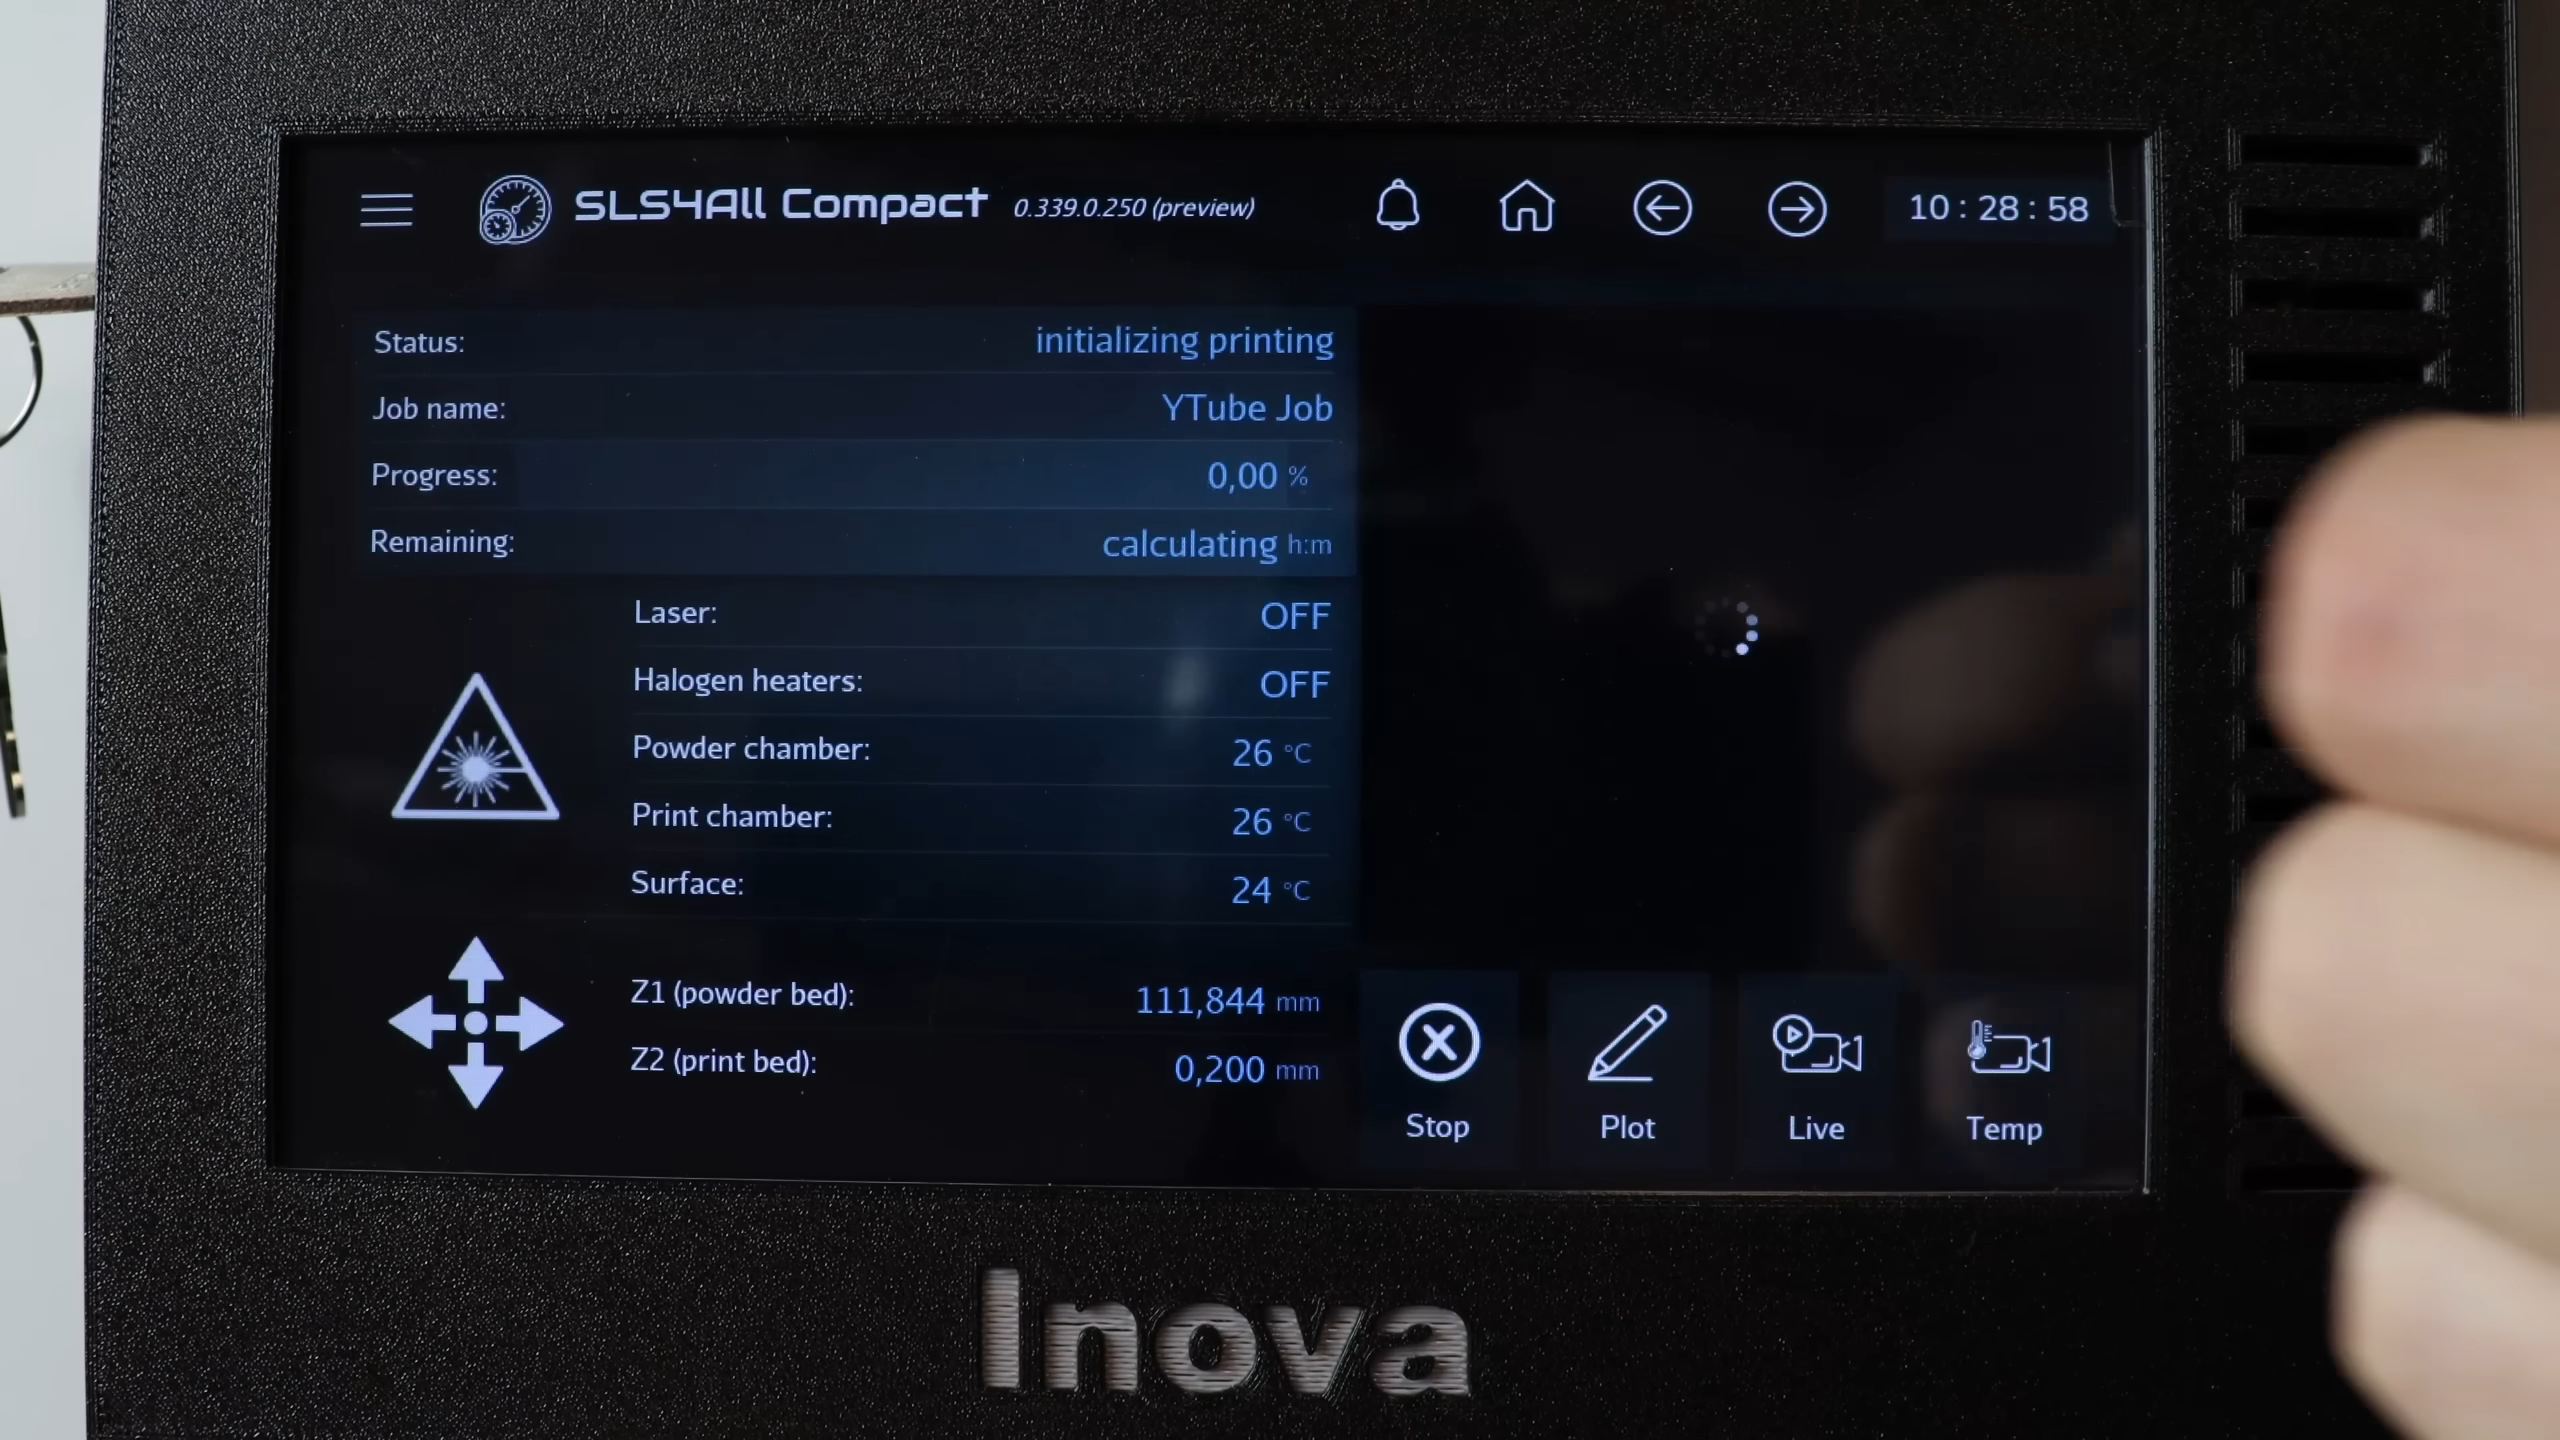 SLS4All Compact 0.339.0.250 (preview) 10 : 28 : 58
Status: initializing printing
Job name: YTube Job
Progress: 0,00 %
Remaining: calculating h:m
Laser: OFF
Halogen heaters: OFF
Powder chamber: 26 °C
Print chamber: 26 °C
Surface: 24 °C
Z1 (powder bed): 111,844 mm
Z2 (print bed): 0,200 mm
Stop Plot Live Temp
Inova